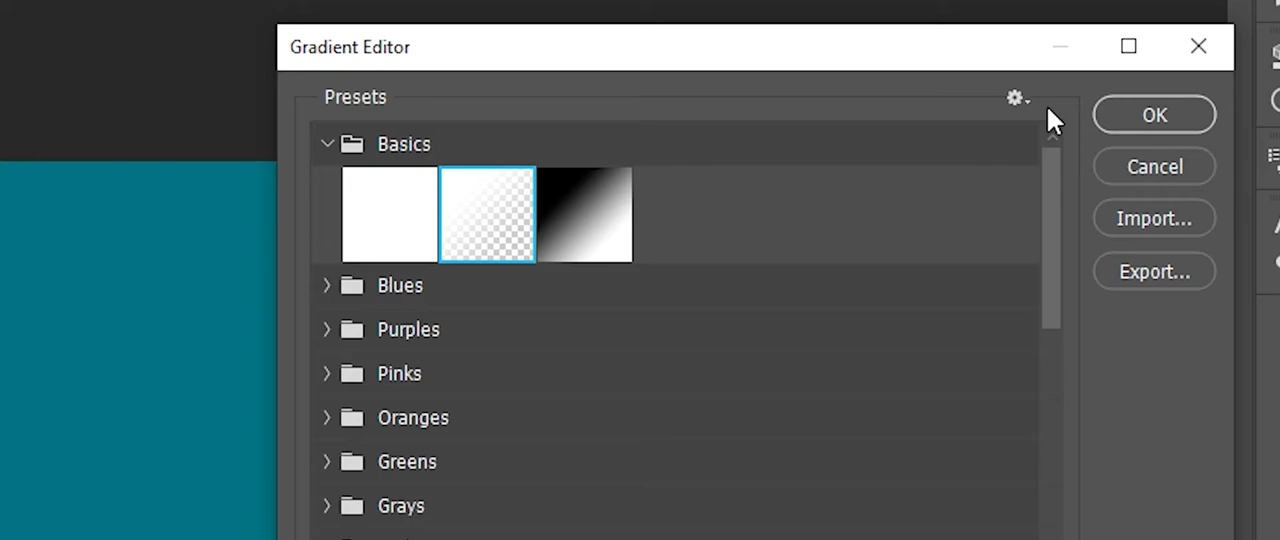 Gradient Editor
Presets
OK
Basics
Cancel
Import...
Export...
Blues
Purples
Pinks
Oranges
Greens
Grays